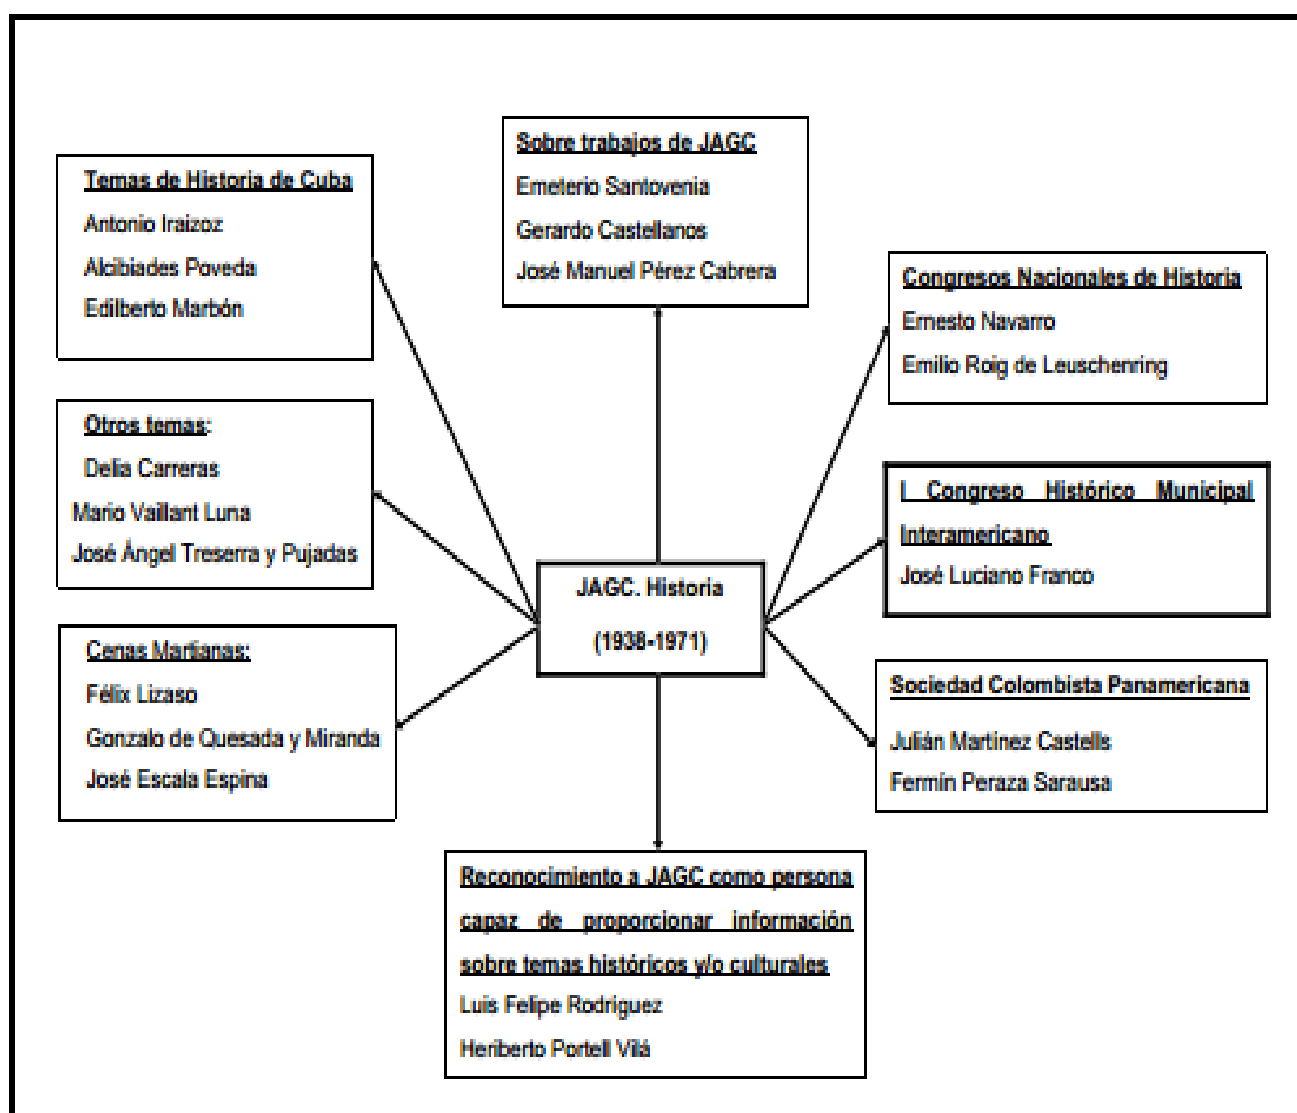 Sobre trabajos de JAGC
Emeterio Santovenia
Gerardo Castellanos
José Manuel Pérez Cabrera
Temas de Historia de Cuba
Antonio Iraizoz
Alcibiades Poveda
Edilberto Marbón
Congresos Nacionales de Historia
Ernesto Navarro
Emilio Roig de Leuschenring
Otros temas:
Delia Carreras
Mario Vaillant Luna
José Ángel Treserra y Pujadas
I Congreso Histórico Municipal
Interamericano
José Luciano Franco
JAGC. Historia
(1938-1971)
Cenas Martianas:
Félix Lizaso
Gonzalo de Quesada y Miranda
José Escala Espina
Sociedad Colombista Panamericana
Julián Martínez Castells
Fermín Peraza Sarausa
Reconocimiento a JAGC como persona
capaz de proporcionar información
sobre temas históricos y/o culturales
Luis Felipe Rodríguez
Heriberto Portell Vilá